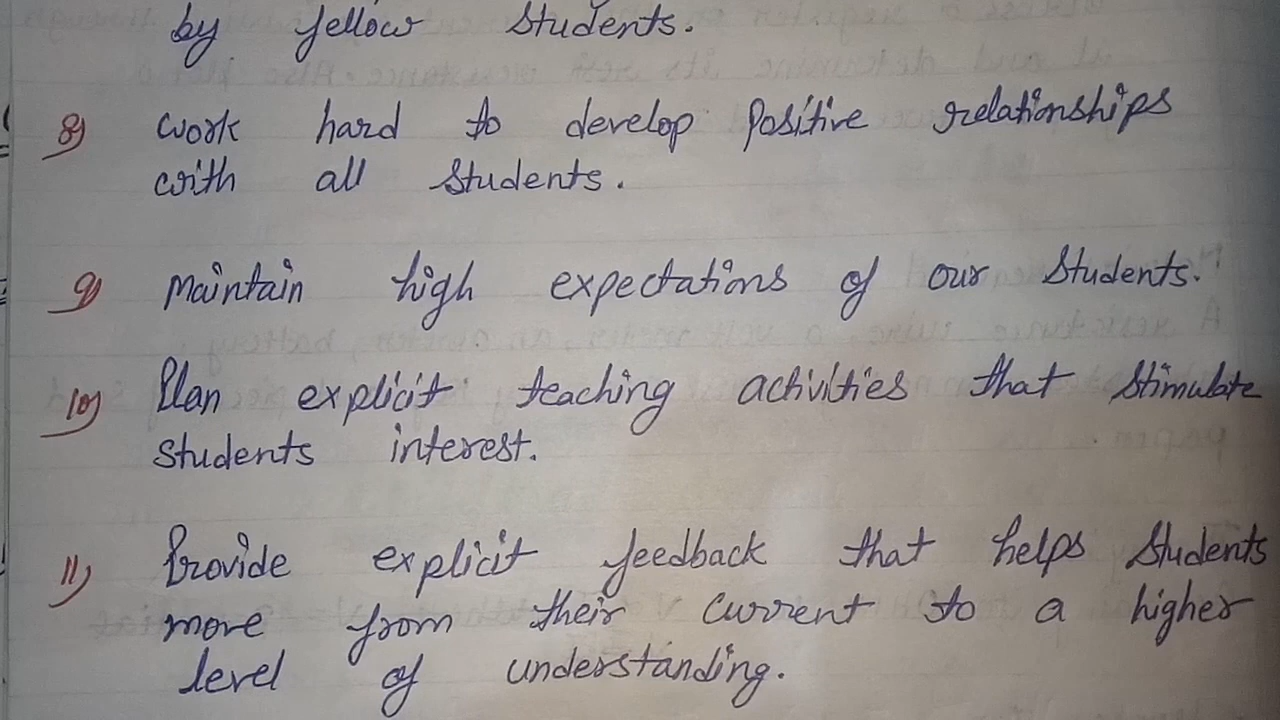 by fellow students.
8) work hard to develop positive relationships
with all students.
9) Maintain high expectations of our students.
10) Plan explicit teaching activities that stimulate
students interest.
11) Provide explicit feedback that helps students
more from their current to a higher
level of understanding.